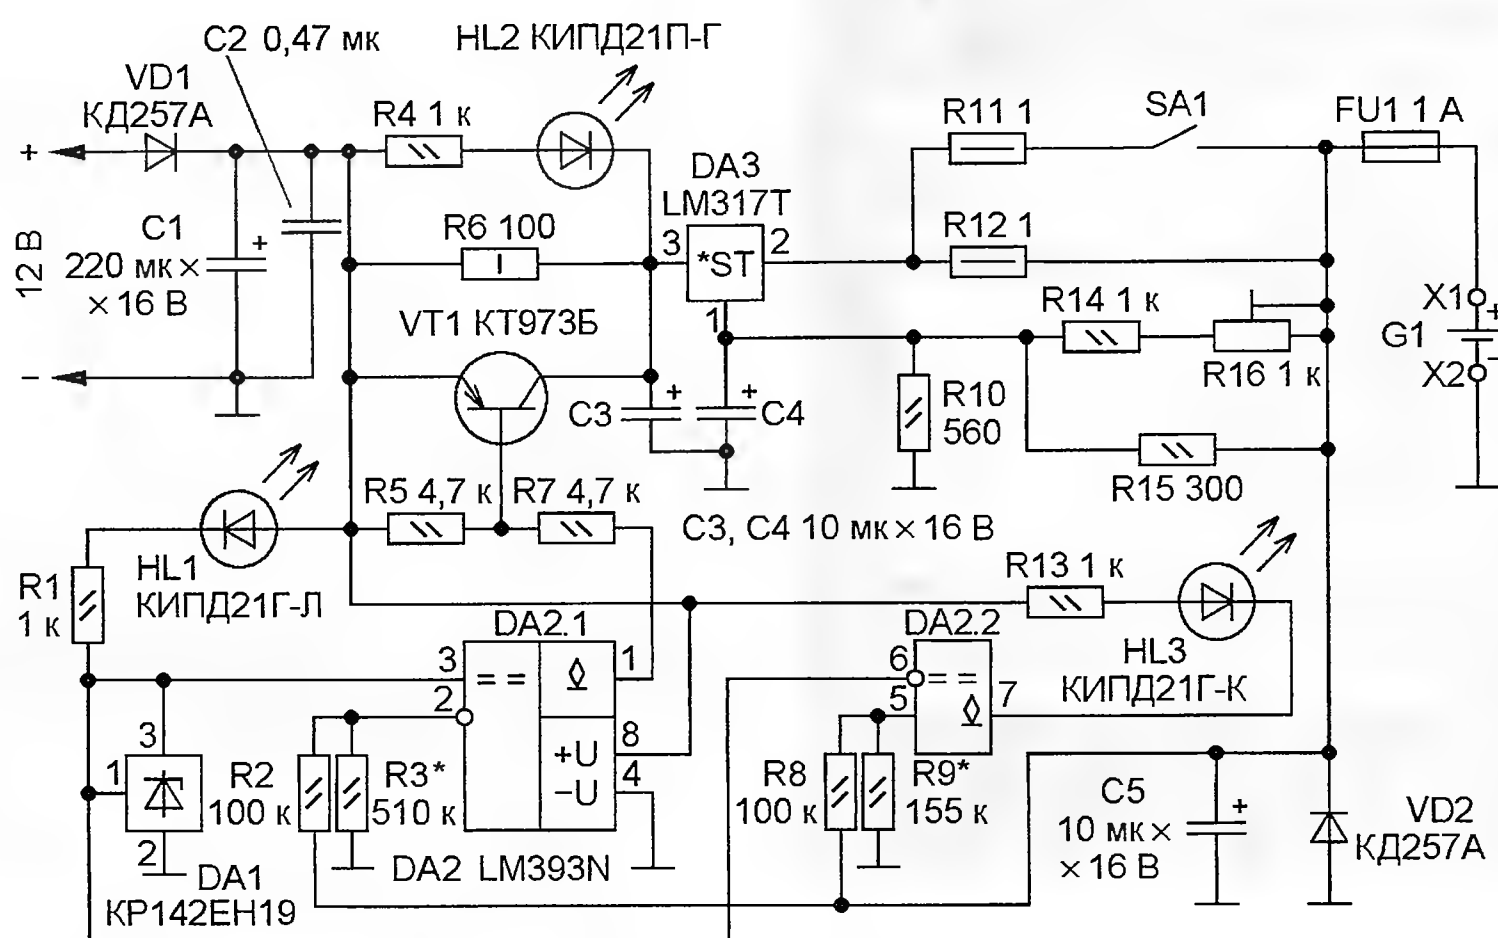 C2 0,47 мк
HL2 КИПД21П-Г
VD1
КД257А
R4 1 к
R11 1
SA1
FU1 1 А
+
DA3
LM317T
12 В
C1
220 мк ×
× 16 В
+
R6 100
3
*ST
2
R12 1
1
R14 1 к
X1
+
G1
−
X2
R16 1 к
VT1 КТ973Б
−
C3
+
+
C4
R10
560
R15 300
R5 4,7 к
R7 4,7 к
C3, C4 10 мк × 16 В
HL1
КИПД21Г-Л
R1
1 к
R13 1 к
DA2.1
DA2.2
HL3
КИПД21Г-К
3
= =
1
2
6
= =
5
7
8
+U
4
−U
3
1
2
R2
100 к
R3*
510 к
R8
100 к
R9*
155 к
C5
10 мк ×
× 16 В
+
VD2
КД257А
DA1
КР142ЕН19
DA2 LM393N